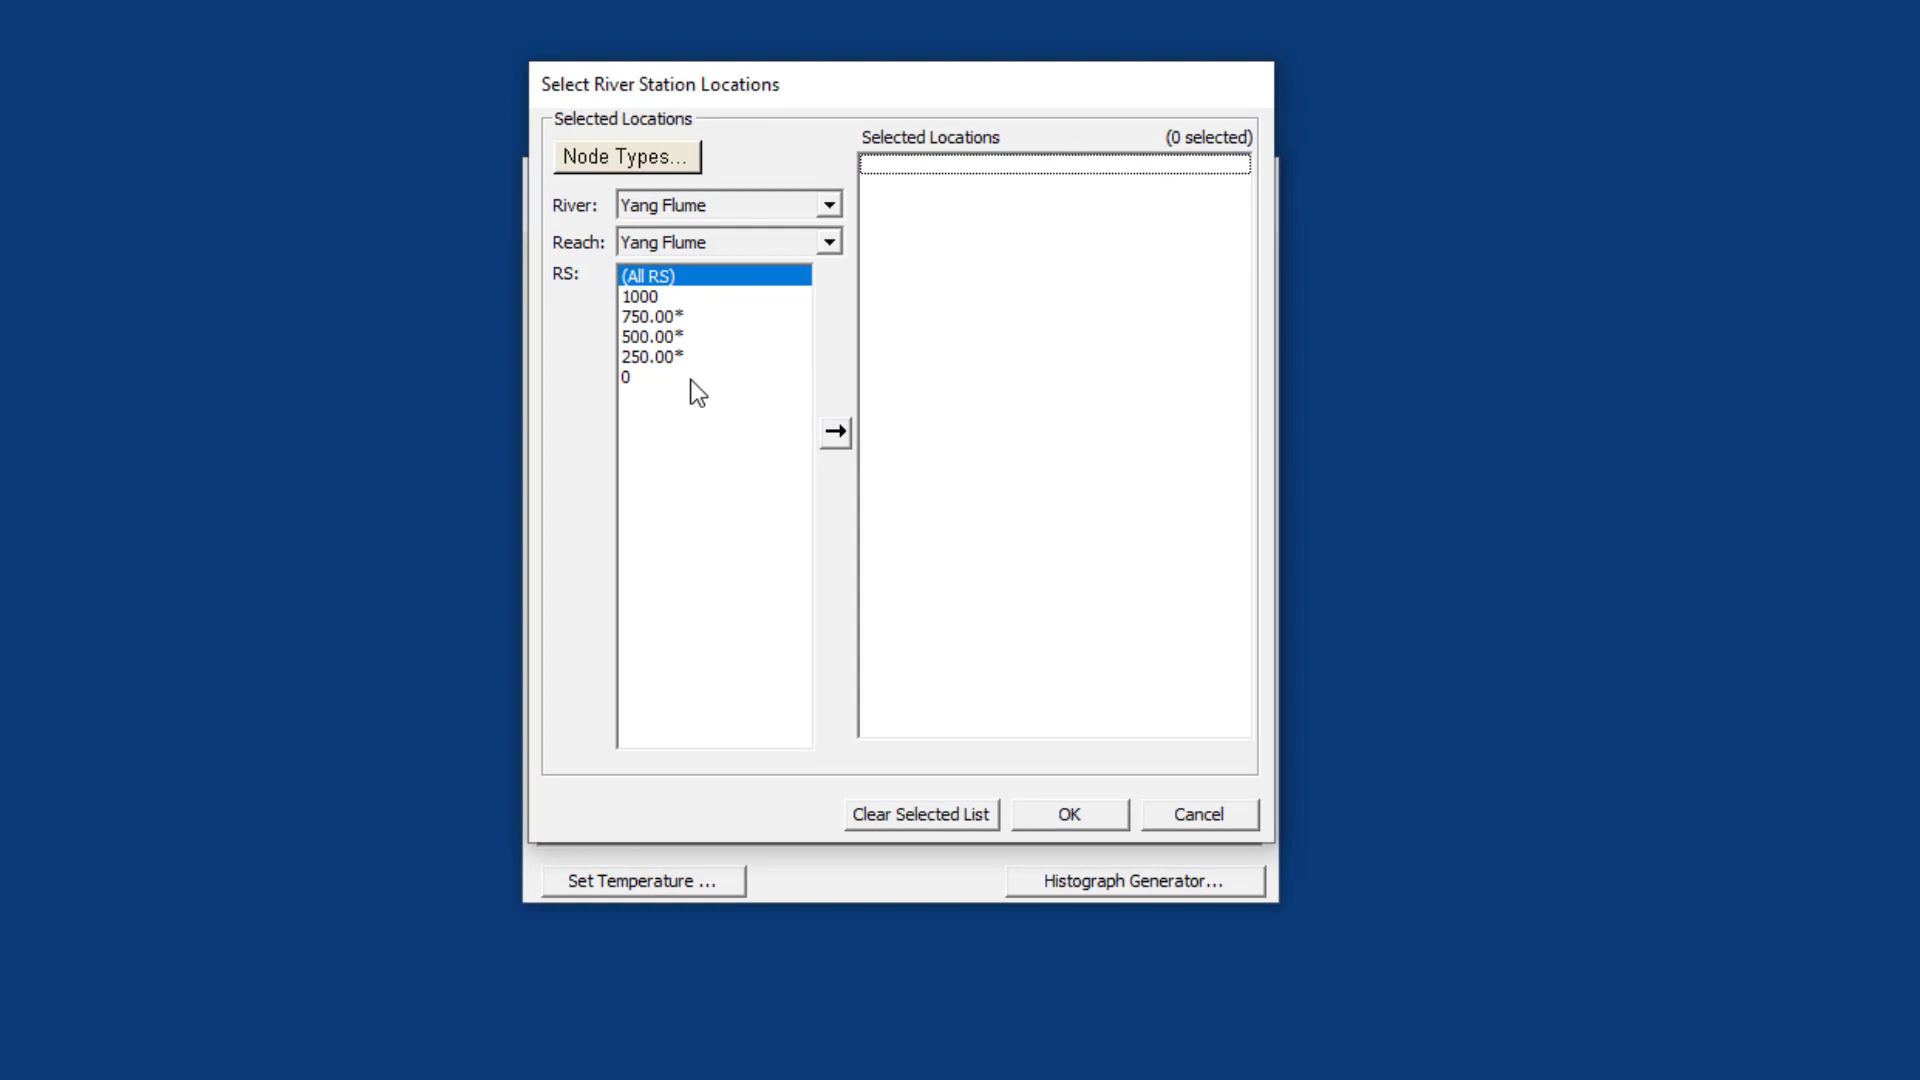 Select River Station Locations
Selected Locations
Node Types...
River: Yang Flume
Reach: Yang Flume
RS:
(All RS)
1000
750.00*
500.00*
250.00*
0
Selected Locations (0 selected)
→
Clear Selected List OK Cancel
Set Temperature ... Histograph Generator...